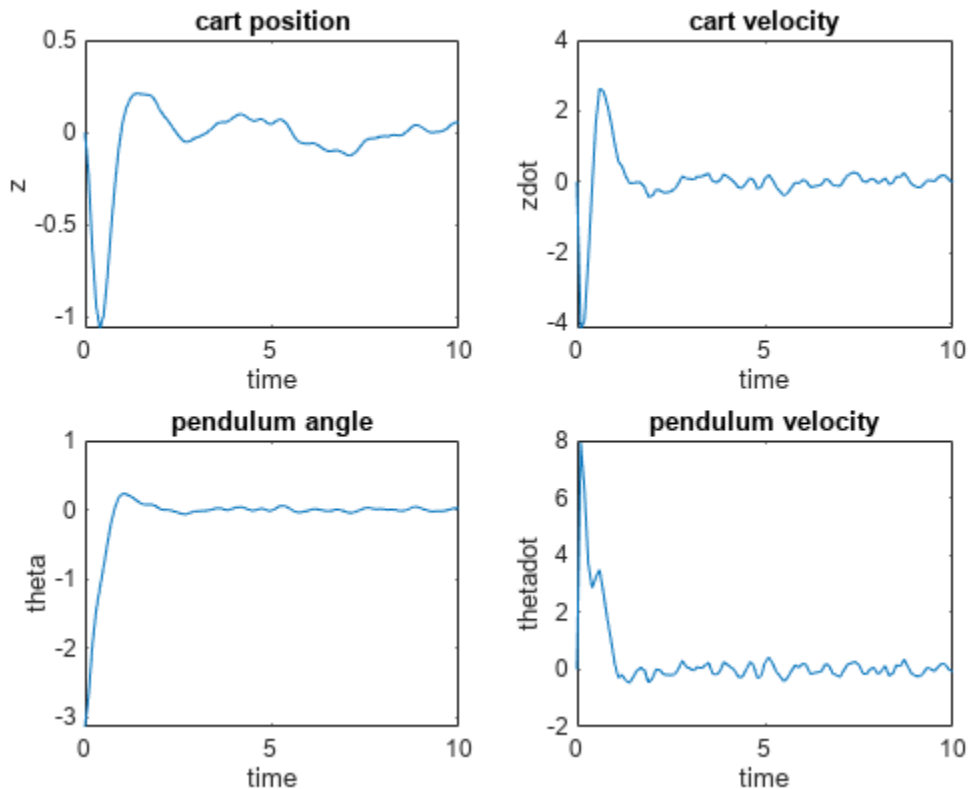 cart position
0.5
0
-0.5
-1
z
0 5 10
time
cart velocity
4
2
0
-2
-4
zdot
0 5 10
time
pendulum angle
1
0
-1
-2
-3
theta
0 5 10
time
pendulum velocity
8
6
4
2
0
-2
thetadot
0 5 10
time